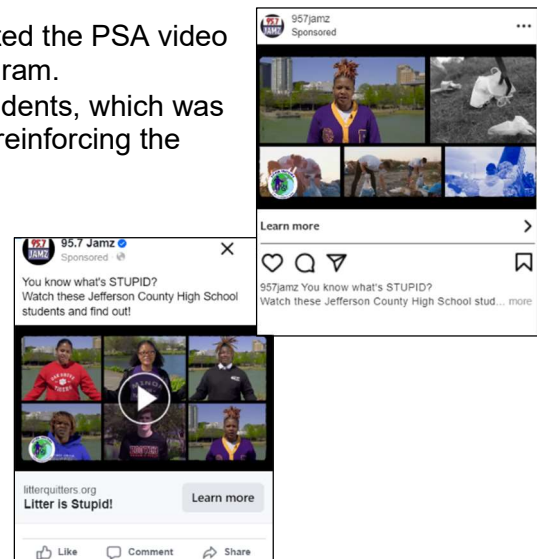 ted the PSA video
ram.
dents, which was
reinforcing the
957jamz
Sponsored
Learn more
957jamz You know what's STUPID?
Watch these Jefferson County High School stud... more
95.7 Jamz
Sponsored
You know what's STUPID?
Watch these Jefferson County High School
students and find out!
litterquitters.org
Litter is Stupid!
Learn more
Like Comment Share